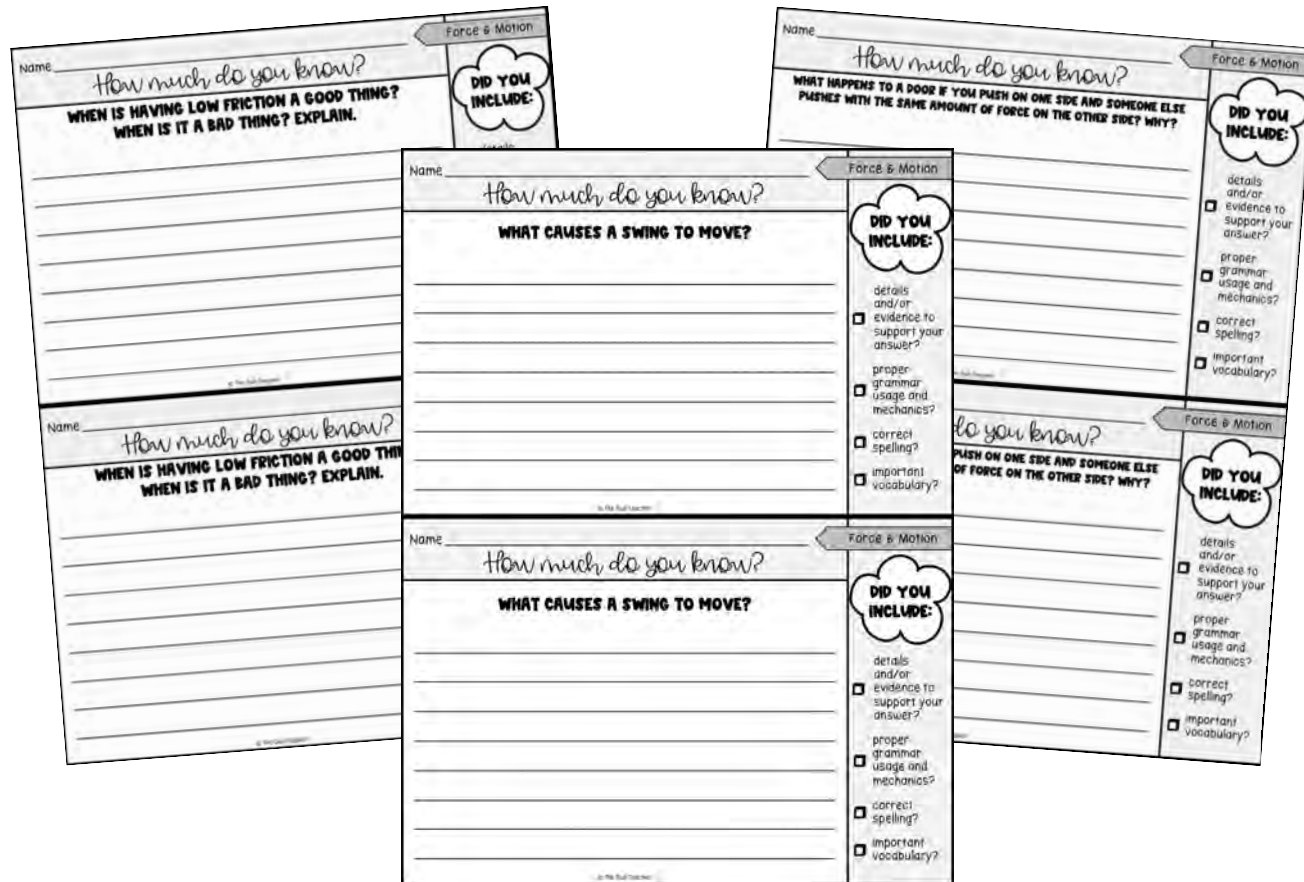 Name
Force & Motion
How much do you know?
WHEN IS HAVING LOW FRICTION A GOOD THING?
WHEN IS IT A BAD THING? EXPLAIN.
DID YOU
INCLUDE:
details
Name
How much do you know?
WHEN IS HAVING LOW FRICTION A GOOD THI
WHEN IS IT A BAD THING? EXPLAIN.
Name
Force & Motion
How much do you know?
WHAT CAUSES A SWING TO MOVE?
DID YOU
INCLUDE:
details
and/or
evidence to
support your
answer?
proper
grammar
usage and
mechanics?
correct
spelling?
important
vocabulary?
Name
Force & Motion
How much do you know?
WHAT CAUSES A SWING TO MOVE?
DID YOU
INCLUDE:
details
and/or
evidence to
support your
answer?
proper
grammar
usage and
mechanics?
correct
spelling?
important
vocabulary?
Name
Force & Motion
How much do you know?
WHAT HAPPENS TO A DOOR IF YOU PUSH ON ONE SIDE AND SOMEONE ELSE
PUSHES WITH THE SAME AMOUNT OF FORCE ON THE OTHER SIDE? WHY?
DID YOU
INCLUDE:
details
and/or
evidence to
support your
answer?
proper
grammar
usage and
mechanics?
correct
spelling?
important
vocabulary?
Force & Motion
do you know?
PUSH ON ONE SIDE AND SOMEONE ELSE
OF FORCE ON THE OTHER SIDE? WHY?
DID YOU
INCLUDE:
details
and/or
evidence to
support your
answer?
proper
grammar
usage and
mechanics?
correct
spelling?
important
vocabulary?